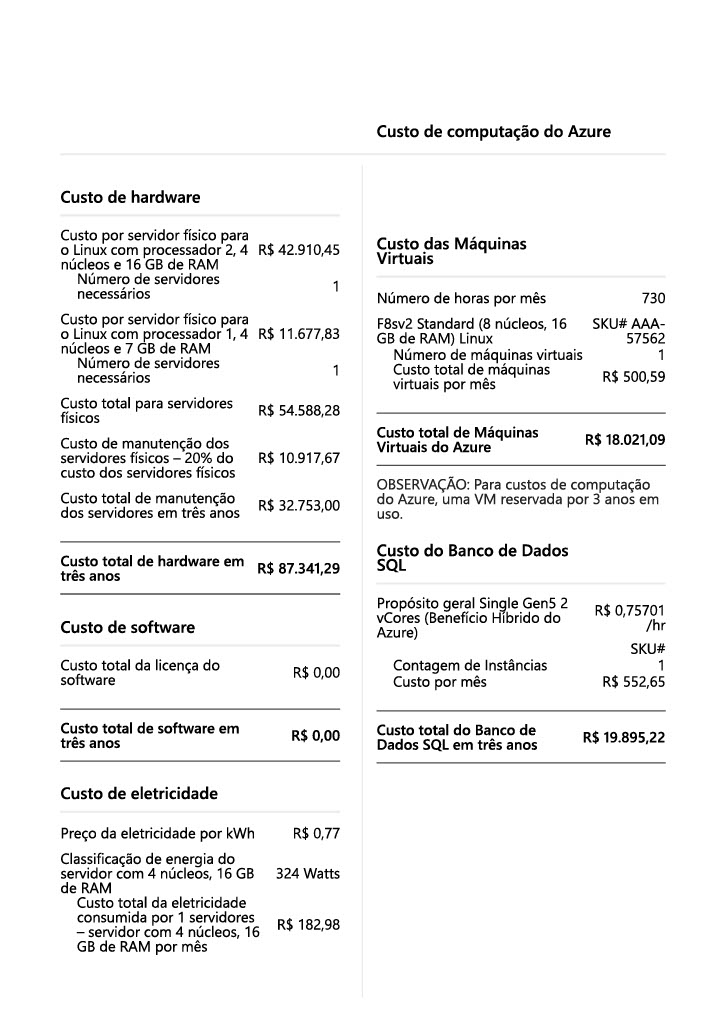 Custo de computação do Azure
Custo de hardware
Custo por servidor físico para
o Linux com processador 2, 4
núcleos e 16 GB de RAM
R$ 42.910,45
Número de servidores
necessários
1
Custo por servidor físico para
o Linux com processador 1, 4
núcleos e 7 GB de RAM
R$ 11.677,83
Número de servidores
necessários
1
Custo total para servidores
físicos
R$ 54.588,28
Custo de manutenção dos
servidores físicos – 20% do
custo dos servidores físicos
R$ 10.917,67
Custo total de manutenção
dos servidores em três anos
R$ 32.753,00
Custo total de hardware em
três anos
R$ 87.341,29
Custo de software
Custo total da licença do
software
R$ 0,00
Custo total de software em
três anos
R$ 0,00
Custo de eletricidade
Preço da eletricidade por kWh
R$ 0,77
Classificação de energia do
servidor com 4 núcleos, 16 GB
de RAM
324 Watts
Custo total da eletricidade
consumida por 1 servidores
– servidor com 4 núcleos, 16
GB de RAM por mês
R$ 182,98
Custo das Máquinas
Virtuais
Número de horas por mês
730
F8sv2 Standard (8 núcleos, 16
GB de RAM) Linux
SKU# AAA-
57562
Número de máquinas virtuais
1
Custo total de máquinas
virtuais por mês
R$ 500,59
Custo total de Máquinas
Virtuais do Azure
R$ 18.021,09
OBSERVAÇÃO: Para custos de computação
do Azure, uma VM reservada por 3 anos em
uso.
Custo do Banco de Dados
SQL
Propósito geral Single Gen5 2
vCores (Benefício Híbrido do
Azure)
R$ 0,75701
/hr
SKU#
Contagem de Instâncias
1
Custo por mês
R$ 552,65
Custo total do Banco de
Dados SQL em três anos
R$ 19.895,22